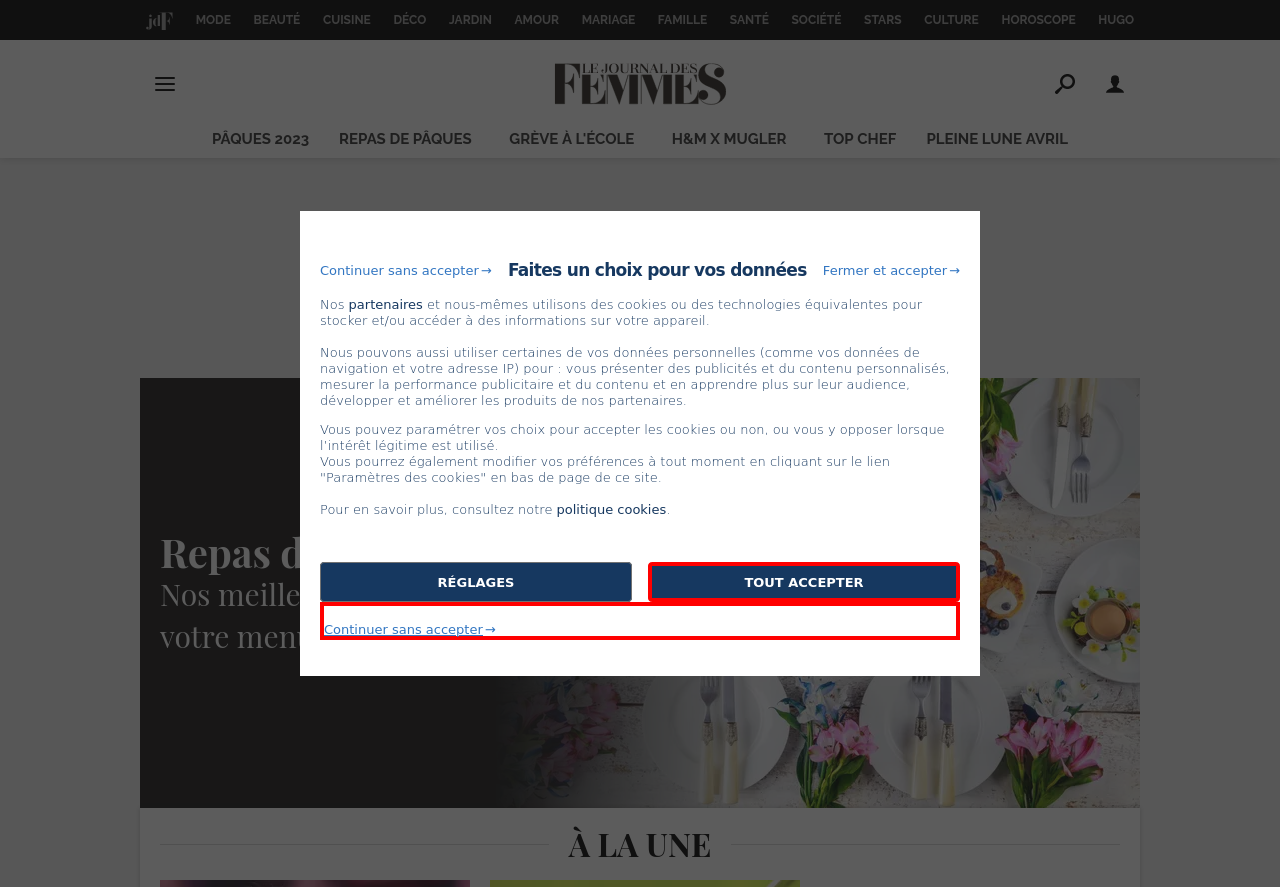 jdF MODE BEAUTÉ CUISINE DÉCO JARDIN AMOUR MARIAGE FAMILLE SANTÉ SOCIÉTÉ STARS CULTURE HOROSCOPE HUGO
LE JOURNAL DES
FEMMES
PÂQUES 2023 REPAS DE PÂQUES GRÈVE À L'ÉCOLE H&M X MUGLER TOP CHEF PLEINE LUNE AVRIL
Continuer sans accepter→ Faites un choix pour vos données Fermer et accepter→
Nos partenaires et nous-mêmes utilisons des cookies ou des technologies équivalentes pour
stocker et/ou accéder à des informations sur votre appareil.
Nous pouvons aussi utiliser certaines de vos données personnelles (comme vos données de
navigation et votre adresse IP) pour : vous présenter des publicités et du contenu personnalisés,
mesurer la performance publicitaire et du contenu et en apprendre plus sur leur audience,
développer et améliorer les produits de nos partenaires.
Vous pouvez paramétrer vos choix pour accepter les cookies ou non, ou vous y opposer lorsque
l'intérêt légitime est utilisé.
Vous pourrez également modifier vos préférences à tout moment en cliquant sur le lien
"Paramètres des cookies" en bas de page de ce site.
Pour en savoir plus, consultez notre politique cookies.
RÉGLAGES TOUT ACCEPTER
Continuer sans accepter→
Repas d
Nos meille
votre menu
À LA UNE